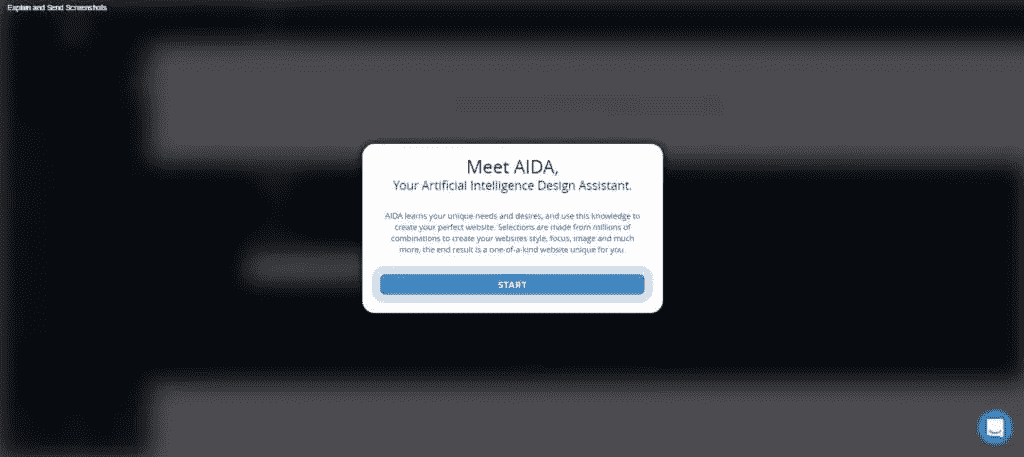 Explain and Send Screenshots
Meet AIDA,
Your Artificial Intelligence Design Assistant.
AIDA learns your unique needs and desires, and use this knowledge to
create your perfect website. Selections are made from millions of
combinations to create your websites style, focus, image and much
more, the end result is a one-of-a-kind website unique for you
START